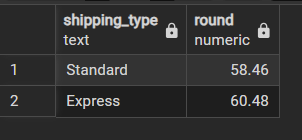 shipping_type round
text numeric
1 Standard 58.46
2 Express 60.48